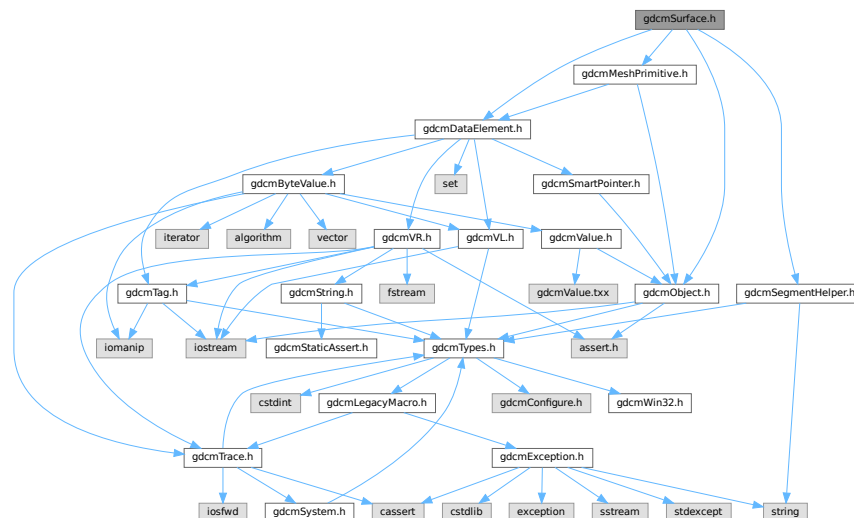 gdcmSurface.h
gdcmMeshPrimitive.h
gdcmDataElement.h
gdcmByteValue.h
set
gdcmSmartPointer.h
iterator
algorithm
vector
gdcmVR.h
gdcmVL.h
gdcmValue.h
gdcmTag.h
gdcmString.h
fstream
gdcmValue.txx
gdcmObject.h
gdcmSegmentHelper.h
iomanip
iostream
gdcmStaticAssert.h
gdcmTypes.h
assert.h
cstdint
gdcmLegacyMacro.h
gdcmConfigure.h
gdcmWin32.h
gdcmTrace.h
gdcmException.h
iosfwd
gdcmSystem.h
cassert
cstdlib
exception
sstream
stdexcept
string